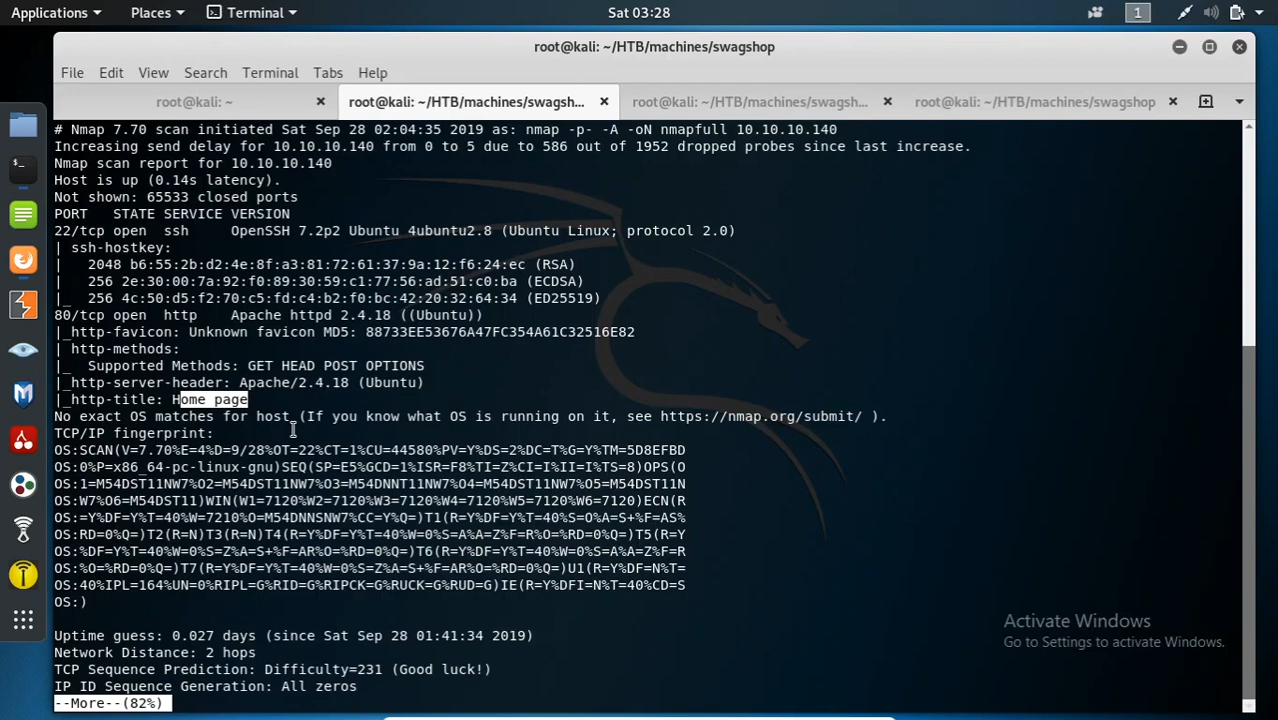 Applications Places Terminal Sat 03:28 1
root@kali: ~/HTB/machines/swagshop
File Edit View Search Terminal Tabs Help
root@kali: ~ root@kali: ~/HTB/machines/swagsh... root@kali: ~/HTB/machines/swagsh... root@kali: ~/HTB/machines/swagshop
# Nmap 7.70 scan initiated Sat Sep 28 02:04:35 2019 as: nmap -p- -A -oN nmapfull 10.10.10.140
Increasing send delay for 10.10.10.140 from 0 to 5 due to 586 out of 1952 dropped probes since last increase.
Nmap scan report for 10.10.10.140
Host is up (0.14s latency).
Not shown: 65533 closed ports
PORT   STATE SERVICE VERSION
22/tcp open  ssh     OpenSSH 7.2p2 Ubuntu 4ubuntu2.8 (Ubuntu Linux; protocol 2.0)
| ssh-hostkey:
|   2048 b6:55:2b:d2:4e:8f:a3:81:72:61:37:9a:12:f6:24:ec (RSA)
|   256 2e:30:00:7a:92:f0:89:30:59:c1:77:56:ad:51:c0:ba (ECDSA)
|_  256 4c:50:d5:f2:70:c5:fd:c4:b2:f0:bc:42:20:32:64:34 (ED25519)
80/tcp open  http    Apache httpd 2.4.18 ((Ubuntu))
|_http-favicon: Unknown favicon MD5: 88733EE53676A47FC354A61C32516E82
| http-methods:
|_  Supported Methods: GET HEAD POST OPTIONS
|_http-server-header: Apache/2.4.18 (Ubuntu)
|_http-title: Home page
No exact OS matches for host (If you know what OS is running on it, see https://nmap.org/submit/ ).
TCP/IP fingerprint:
OS:SCAN(V=7.70%E=4%D=9/28%OT=22%CT=1%CU=44580%PV=Y%DS=2%DC=T%G=Y%TM=5D8EFBD
OS:0%P=x86_64-pc-linux-gnu)SEQ(SP=E5%GCD=1%ISR=F8%TI=Z%CI=I%II=I%TS=8)OPS(O
OS:1=M54DST11NW7%O2=M54DST11NW7%O3=M54DNNT11NW7%O4=M54DST11NW7%O5=M54DST11N
OS:W7%O6=M54DST11)WIN(W1=7120%W2=7120%W3=7120%W4=7120%W5=7120%W6=7120)ECN(R
OS:=Y%DF=Y%T=40%W=7210%O=M54DNNSNW7%CC=Y%Q=)T1(R=Y%DF=Y%T=40%S=O%A=S+%F=AS%
OS:RD=0%Q=)T2(R=N)T3(R=N)T4(R=Y%DF=Y%T=40%W=0%S=A%A=Z%F=R%O=%RD=0%Q=)T5(R=Y
OS:%DF=Y%T=40%W=0%S=Z%A=S+%F=AR%O=%RD=0%Q=)T6(R=Y%DF=Y%T=40%W=0%S=A%A=Z%F=R
OS:%O=%RD=0%Q=)T7(R=Y%DF=Y%T=40%W=0%S=Z%A=S+%F=AR%O=%RD=0%Q=)U1(R=Y%DF=N%T=
OS:40%IPL=164%UN=0%RIPL=G%RID=G%RIPCK=G%RUCK=G%RUD=G)IE(R=Y%DFI=N%T=40%CD=S
OS:)
Uptime guess: 0.027 days (since Sat Sep 28 01:41:34 2019)
Network Distance: 2 hops
TCP Sequence Prediction: Difficulty=231 (Good luck!)
IP ID Sequence Generation: All zeros
--More--(82%)
Activate Windows
Go to Settings to activate Windows.